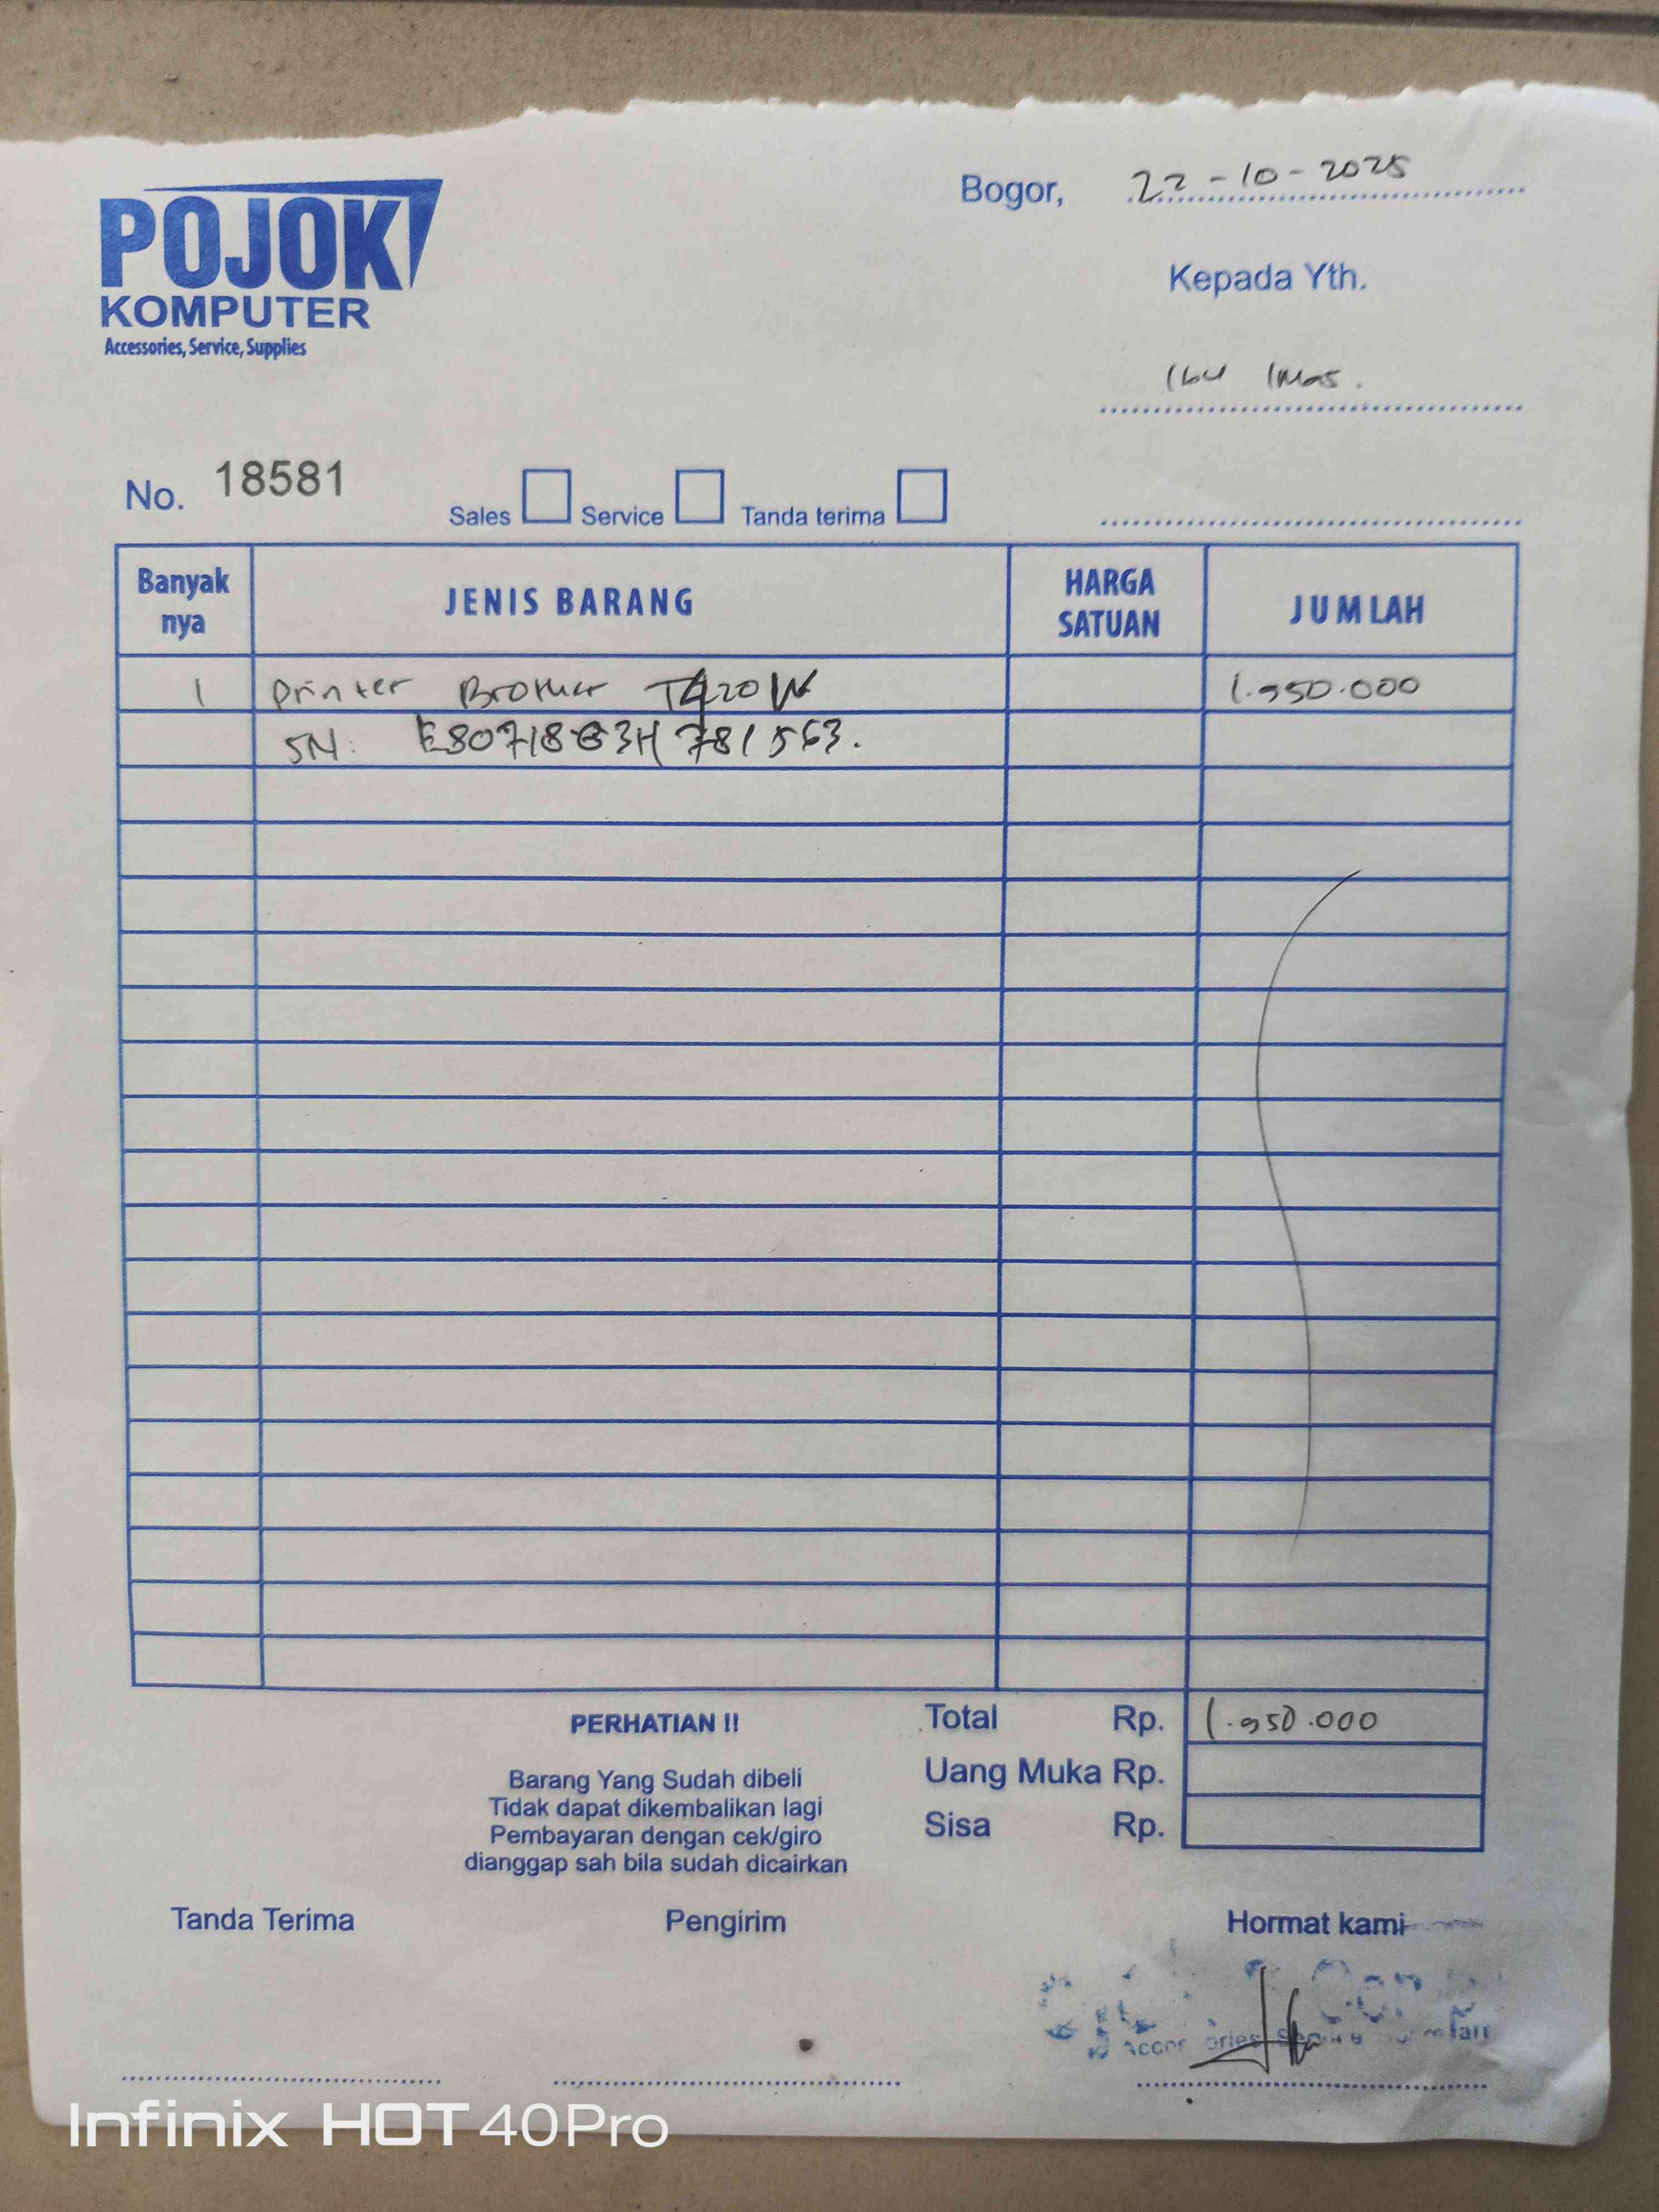 POJOK
KOMPUTER
Accessories, Service, Supplies
Bogor, 22-10-2025
Kepada Yth.
Ibu Imas.
No. 18581
Sales Service Tanda terima
Banyak nya JENIS BARANG HARGA SATUAN JUMLAH
1 Printer Brother T420W 1.950.000
SN: E80718G3H781563.
PERHATIAN !!
Barang Yang Sudah dibeli
Tidak dapat dikembalikan lagi
Pembayaran dengan cek/giro
dianggap sah bila sudah dicairkan
Total Rp. 1.950.000
Uang Muka Rp.
Sisa Rp.
Tanda Terima Pengirim Hormat kami
Infinix HOT 40Pro